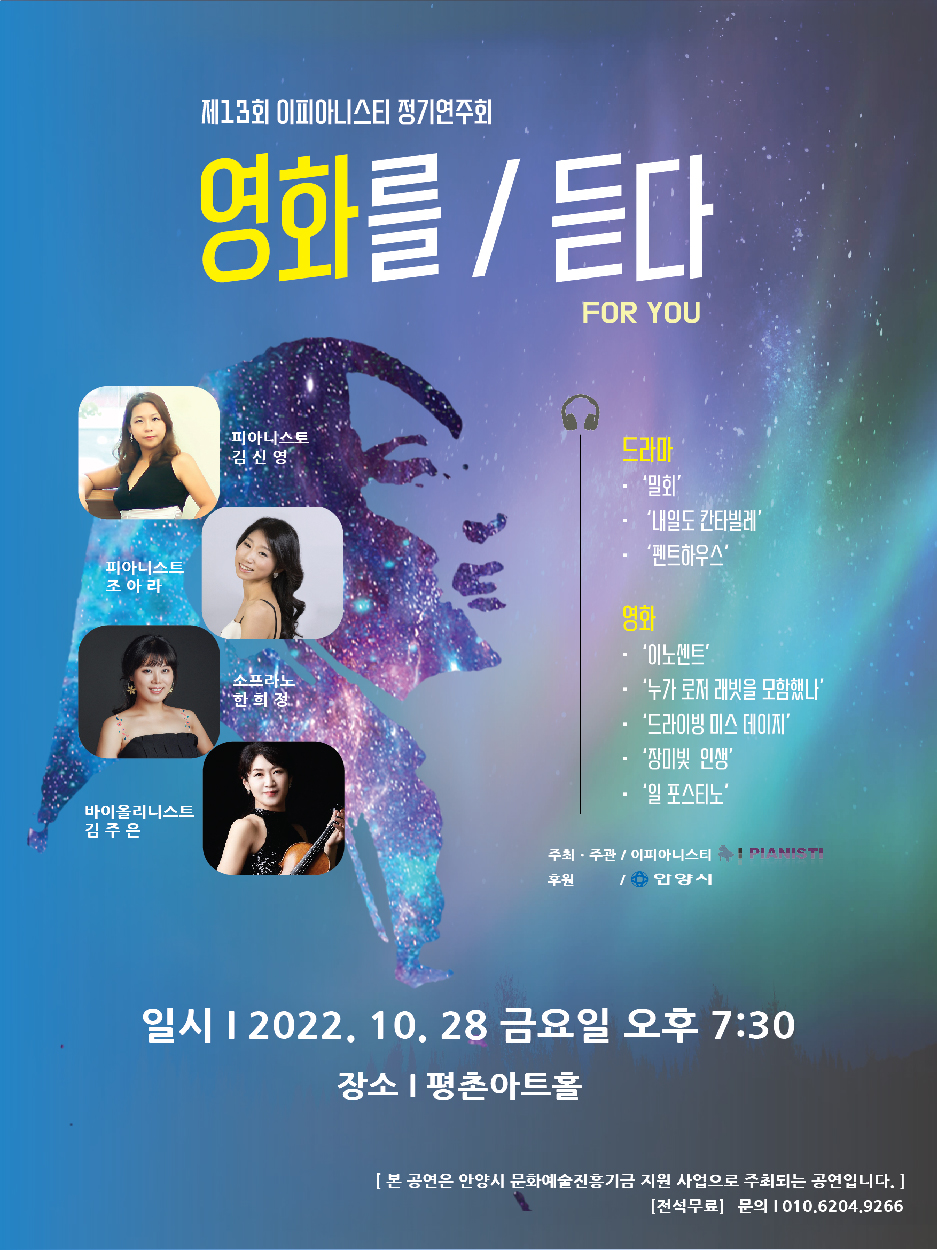 제13회 이피아니스티 정기연주회
영화를 / 듣다
FOR YOU
피아니스트
김 신 영
피아니스트
조 아 라
소프라노
한 희 정
바이올리니스트
김 주 은
드라마
· '밀회'
· '내일도 칸타빌레'
· '펜트하우스'
영화
· '이노센트'
· '누가 로져 래빗을 모함했나'
· '드라이빙 미스 데이지'
· '장미빛 인생'
· '일 포스티노'
주최 · 주관 / 이피아니스티 I PIANISTI
후원 / 안양시
일시 I 2022. 10. 28 금요일 오후 7:30
장소 I 평촌아트홀
[ 본 공연은 안양시 문화예술진흥기금 지원 사업으로 주최되는 공연입니다. ]
[전석무료] 문의 I 010.6204.9266